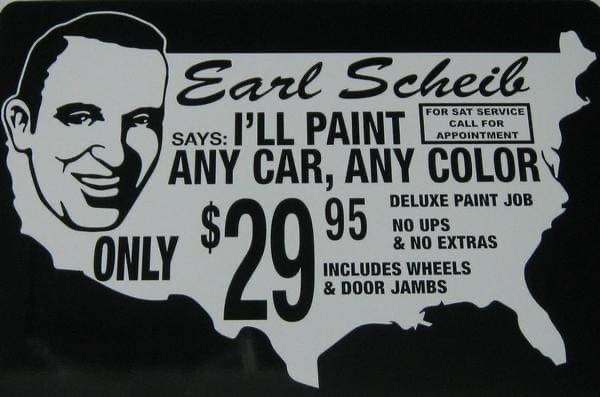 Earl Scheib
SAYS: I'LL PAINT
FOR SAT SERVICE
CALL FOR
APPOINTMENT
ANY CAR, ANY COLOR
ONLY $29 95
DELUXE PAINT JOB
NO UPS
& NO EXTRAS
INCLUDES WHEELS
& DOOR JAMBS